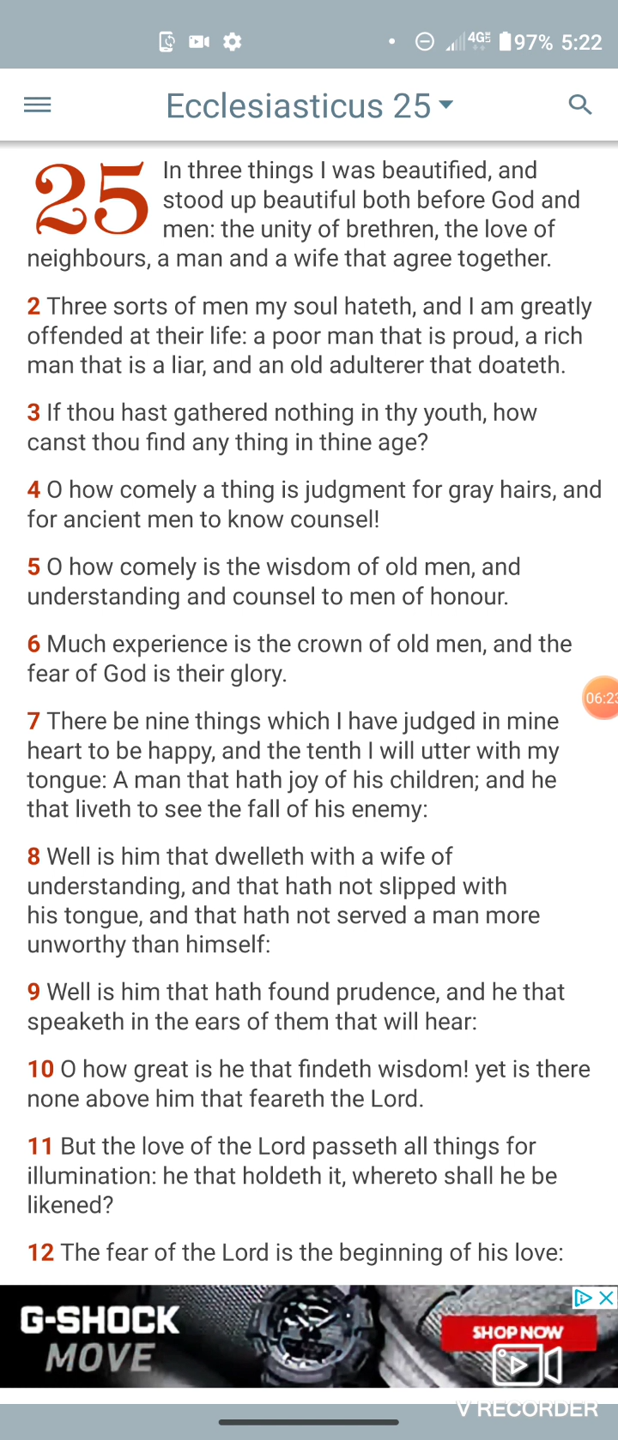 97% 5:22
Ecclesiasticus 25
25 In three things I was beautified, and
stood up beautiful both before God and
men: the unity of brethren, the love of
neighbours, a man and a wife that agree together.
2 Three sorts of men my soul hateth, and I am greatly
offended at their life: a poor man that is proud, a rich
man that is a liar, and an old adulterer that doateth.
3 If thou hast gathered nothing in thy youth, how
canst thou find any thing in thine age?
4 O how comely a thing is judgment for gray hairs, and
for ancient men to know counsel!
5 O how comely is the wisdom of old men, and
understanding and counsel to men of honour.
6 Much experience is the crown of old men, and the
fear of God is their glory.
06:23
7 There be nine things which I have judged in mine
heart to be happy, and the tenth I will utter with my
tongue: A man that hath joy of his children; and he
that liveth to see the fall of his enemy:
8 Well is him that dwelleth with a wife of
understanding, and that hath not slipped with
his tongue, and that hath not served a man more
unworthy than himself:
9 Well is him that hath found prudence, and he that
speaketh in the ears of them that will hear:
10 O how great is he that findeth wisdom! yet is there
none above him that feareth the Lord.
11 But the love of the Lord passeth all things for
illumination: he that holdeth it, whereto shall he be
likened?
12 The fear of the Lord is the beginning of his love:
G-SHOCK
MOVE
SHOP NOW
V RECORDER